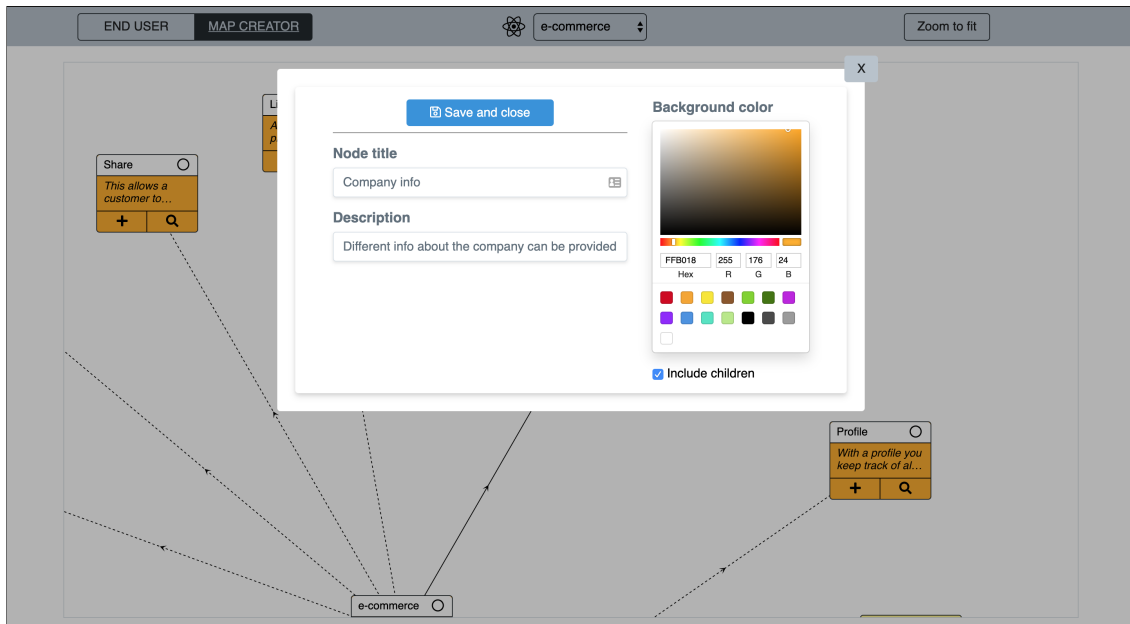 END USER
MAP CREATOR
e-commerce
Zoom to fit
X
Li
A
p
Share
This allows a
customer to...
Save and close
Node title
Company info
Description
Different info about the company can be provided
Background color
FFB018
255
176
24
Hex
R
G
B
Include children
Profile
With a profile you
keep track of al...
e-commerce